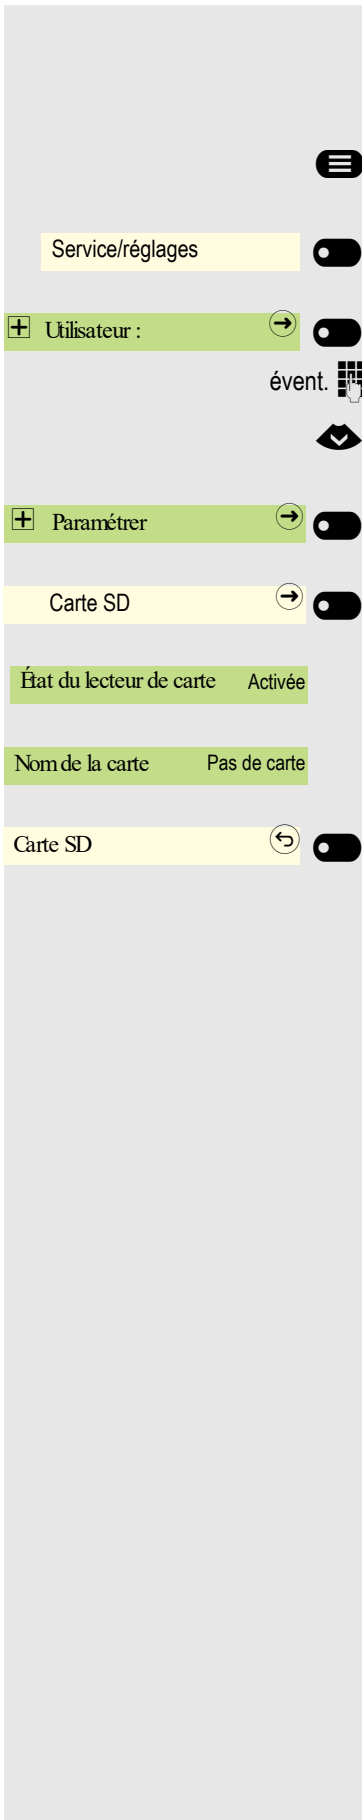 Service/réglages
Utilisateur :
évent.
Paramétrer
Carte SD
État du lecteur de carte Activée
Nom de la carte Pas de carte
Carte SD